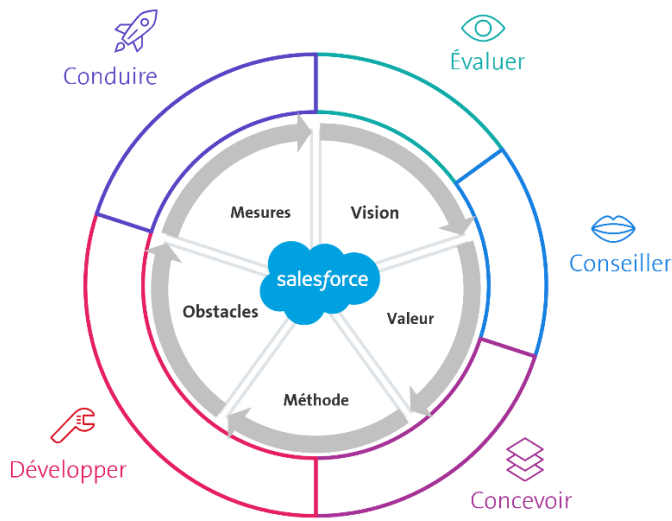 Conduire
Évaluer
Mesures
Vision
Conseiller
salesforce
Obstacles
Valeur
Méthode
Développer
Concevoir